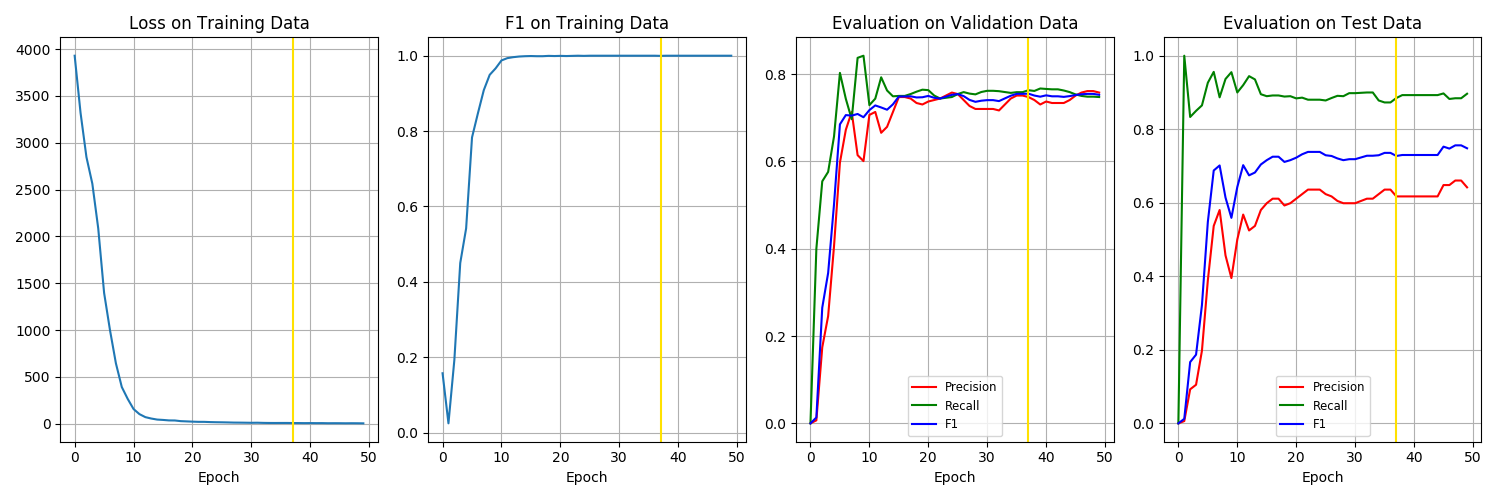 Loss on Training Data
4000
3500
3000
2500
2000
1500
1000
500
0
0 10 20 30 40 50
Epoch
F1 on Training Data
1.0
0.8
0.6
0.4
0.2
0.0
0 10 20 30 40 50
Epoch
Evaluation on Validation Data
0.8
0.6
0.4
0.2
0.0
Precision
Recall
F1
0 10 20 30 40 50
Epoch
Evaluation on Test Data
1.0
0.8
0.6
0.4
0.2
0.0
Precision
Recall
F1
0 10 20 30 40 50
Epoch